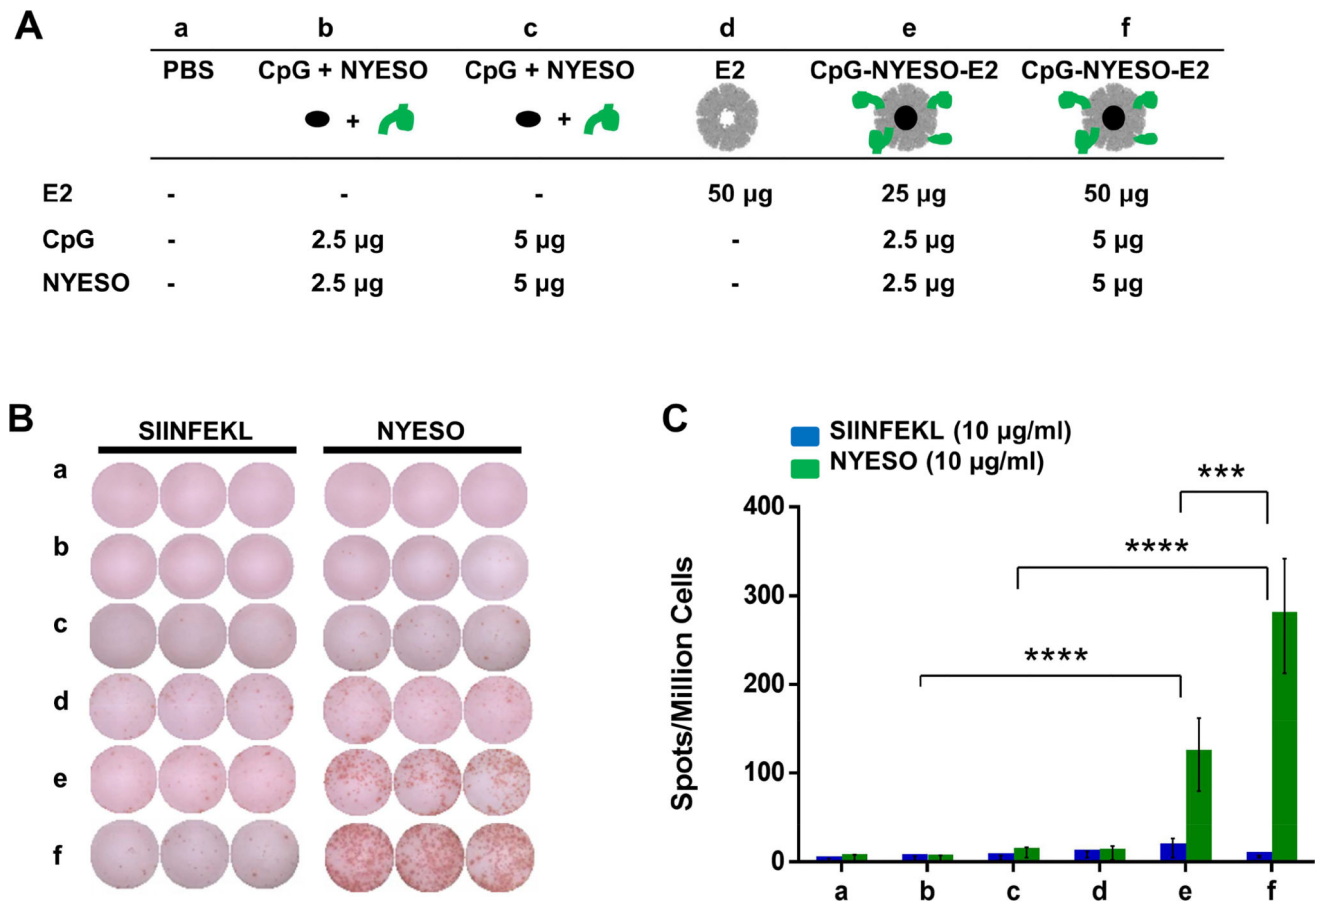 A
a b c d e f
PBS CpG + NYESO CpG + NYESO E2 CpG-NYESO-E2 CpG-NYESO-E2
+ +
E2 - - - 50 µg 25 µg 50 µg
CpG - 2.5 µg 5 µg - 2.5 µg 5 µg
NYESO - 2.5 µg 5 µg - 2.5 µg 5 µg
B
SIINFEKL NYESO
a
b
c
d
e
f
C
SIINFEKL (10 µg/ml)
NYESO (10 µg/ml)
***
****
****
Spots/Million Cells
400
300
200
100
0
a b c d e f